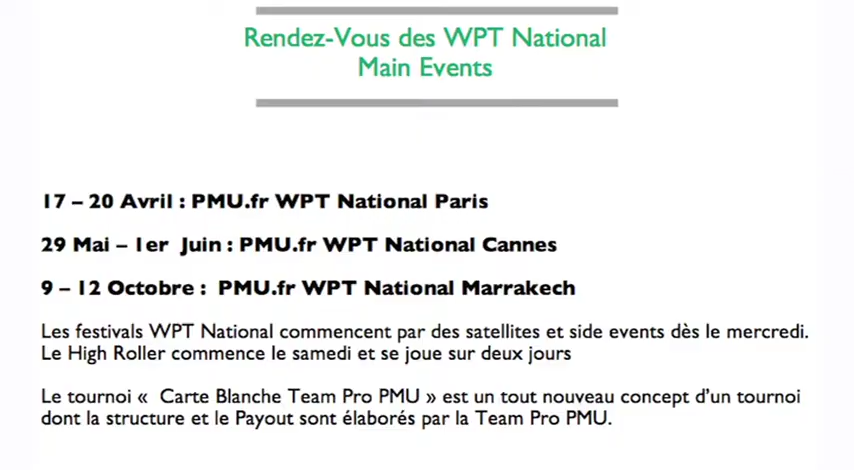 Rendez-Vous des WPT National
Main Events
17 – 20 Avril : PMU.fr WPT National Paris
29 Mai – 1er Juin : PMU.fr WPT National Cannes
9 – 12 Octobre : PMU.fr WPT National Marrakech
Les festivals WPT National commencent par des satellites et side events dès le mercredi.
Le High Roller commence le samedi et se joue sur deux jours
Le tournoi « Carte Blanche Team Pro PMU » est un tout nouveau concept d’un tournoi
dont la structure et le Payout sont élaborés par la Team Pro PMU.